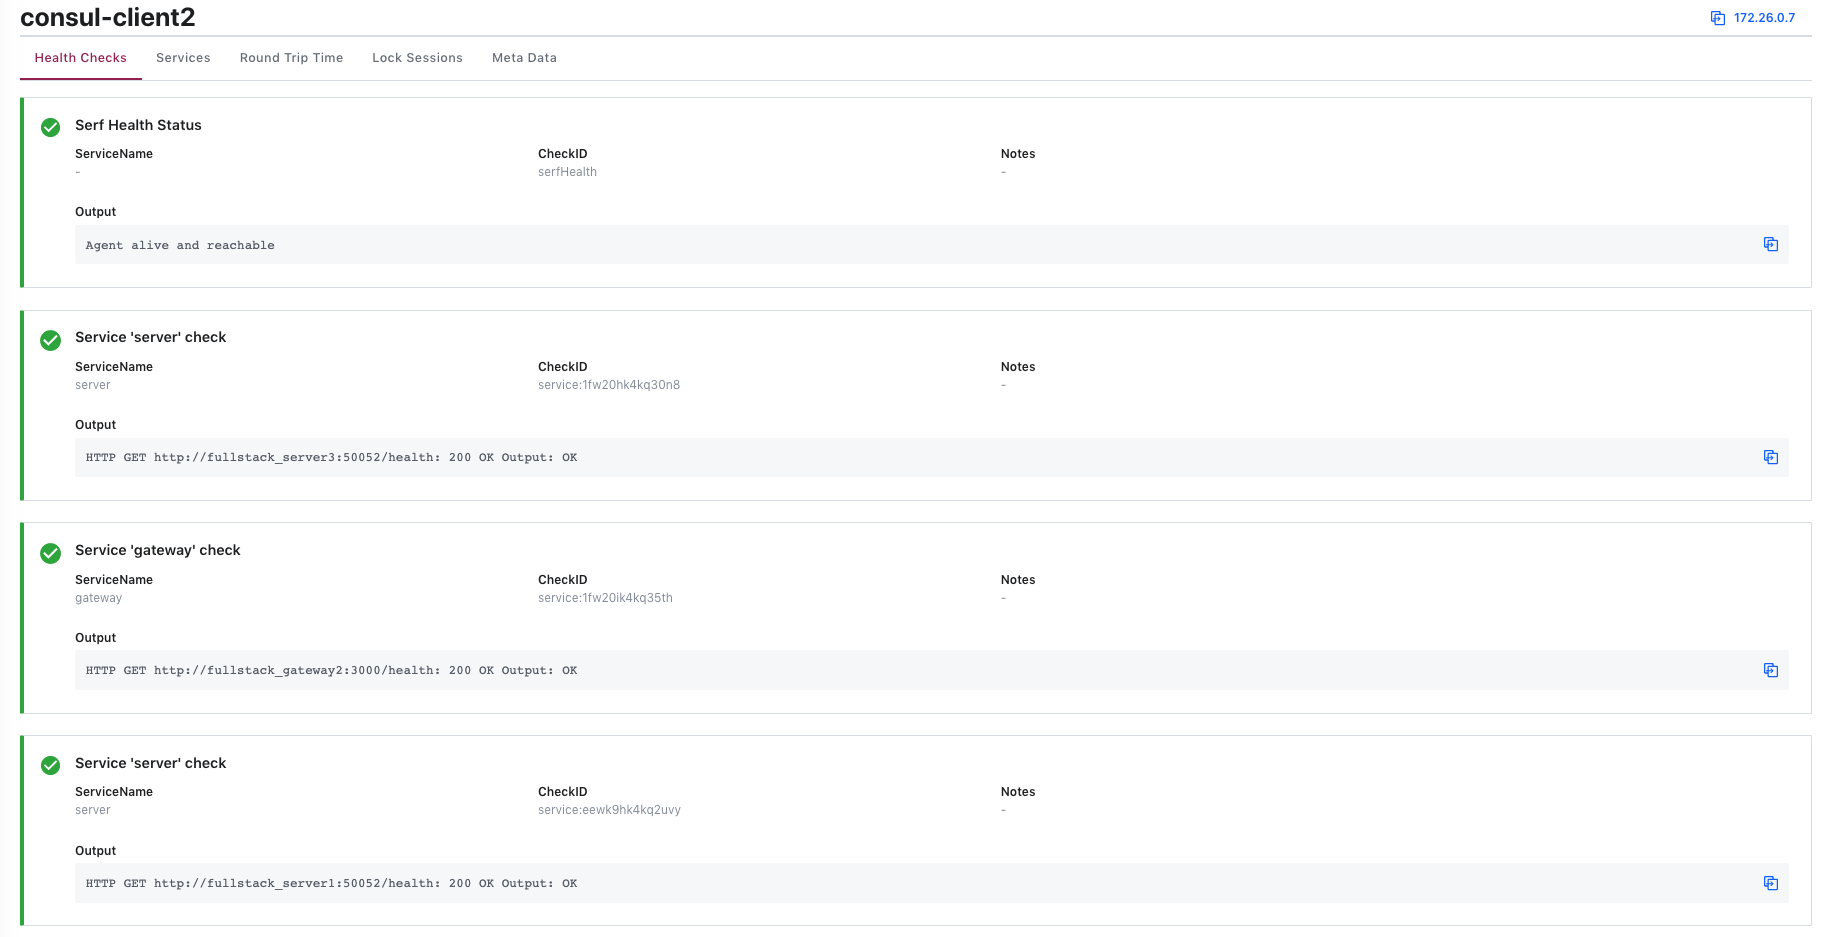 consul-client2
172.26.0.7
Health Checks Services Round Trip Time Lock Sessions Meta Data
Serf Health Status
ServiceName CheckID Notes
- serfHealth -
Output
Agent alive and reachable
Service 'server' check
ServiceName CheckID Notes
server service:1fw20hk4kq30n8 -
Output
HTTP GET http://fullstack_server3:50052/health: 200 OK Output: OK
Service 'gateway' check
ServiceName CheckID Notes
gateway service:1fw20ik4kq35th -
Output
HTTP GET http://fullstack_gateway2:3000/health: 200 OK Output: OK
Service 'server' check
ServiceName CheckID Notes
server service:eewk9hk4kq2uvy -
Output
HTTP GET http://fullstack_server1:50052/health: 200 OK Output: OK